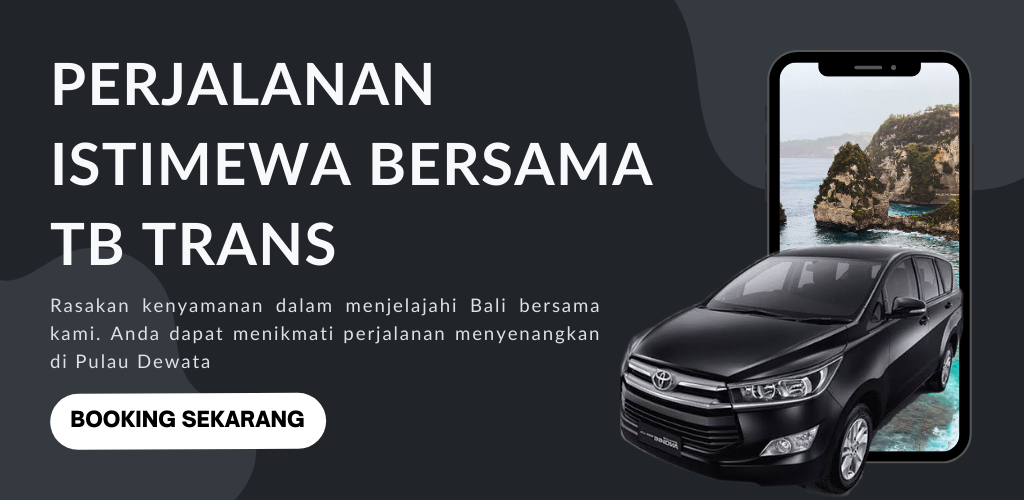 PERJALANAN
ISTIMEWA BERSAMA
TB TRANS
Rasakan kenyamanan dalam menjelajahi Bali bersama
kami. Anda dapat menikmati perjalanan menyenangkan
di Pulau Dewata
BOOKING SEKARANG